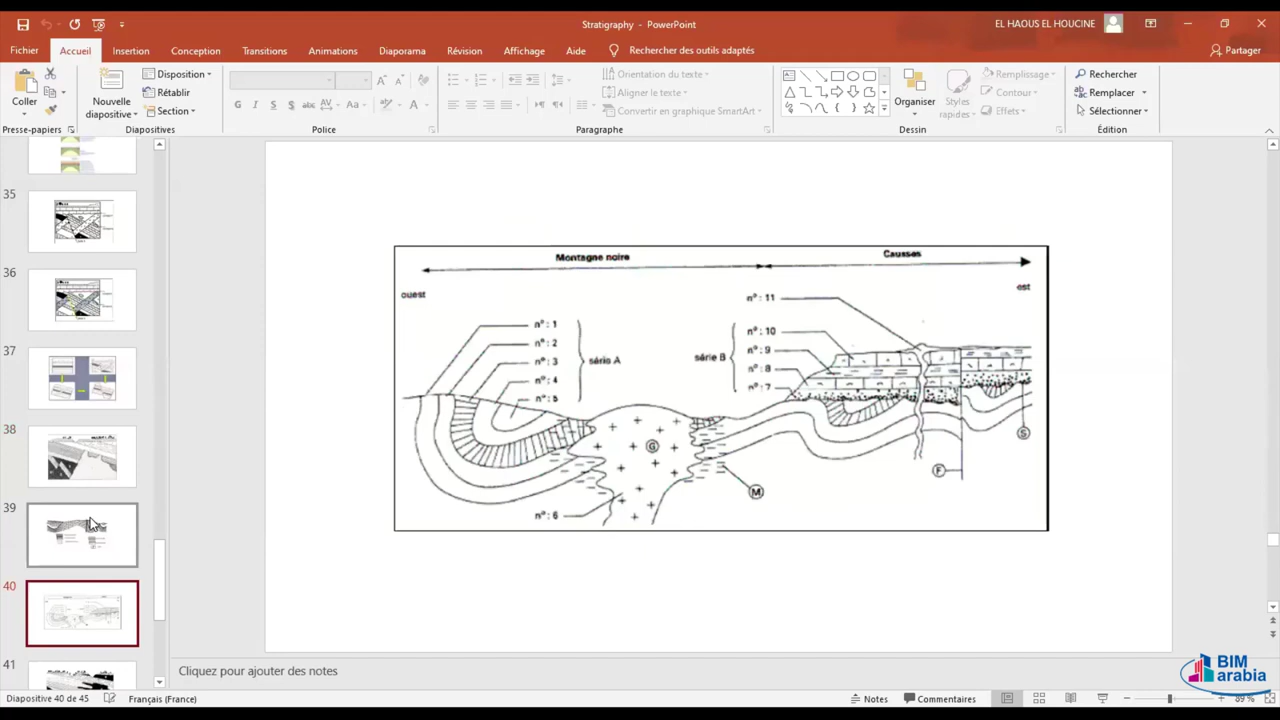 Stratigraphy - PowerPoint
EL HAOUS EL HOUCINE
Fichier Accueil Insertion Conception Transitions Animations Diaporama Révision Affichage Aide Rechercher des outils adaptés Partager
Coller
Nouvelle diapositive
Disposition
Rétablir
Section
G I S S abc AV Aa A
Orientation du texte
Aligner le texte
Convertir en graphique SmartArt
Organiser
Styles rapides
Remplissage
Contour
Effets
Rechercher
Remplacer
Sélectionner
Presse-papiers Diapositives Police Paragraphe Dessin Édition
35
36
37
38
39
40
41
Montagne noire Causses
ouest est
n° : 1
n° : 2
n° : 3
n° : 4
n° : 5
série A
n° : 6
n° : 11
n° : 10
n° : 9
n° : 8
n° : 7
série B
G
M
F
S
Cliquez pour ajouter des notes
BIM
arabia
Diapositive 40 de 45 Français (France) Notes Commentaires 89 %